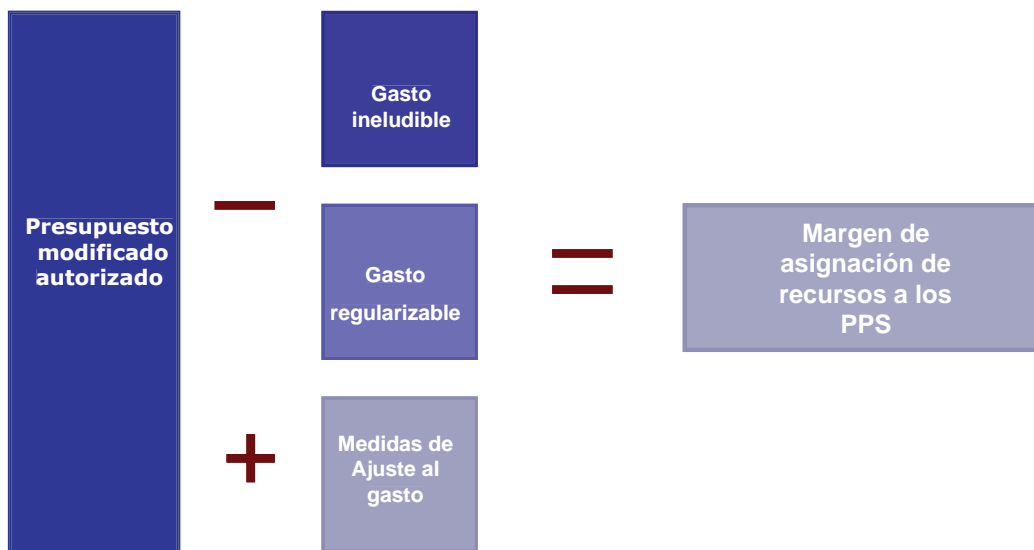 Presupuesto
modificado
autorizado
Gasto
ineludible
Gasto
regularizable
Medidas de
Ajuste al
gasto
Margen de
asignación de
recursos a los
PPS